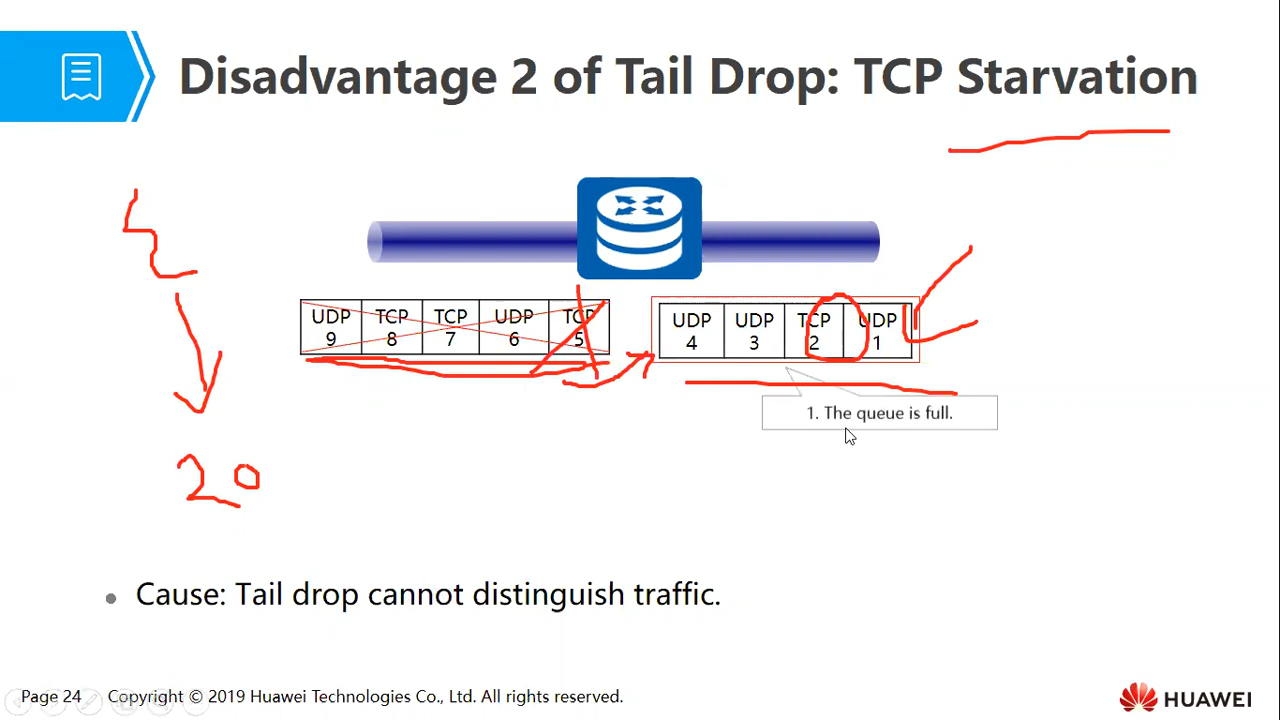 Disadvantage 2 of Tail Drop: TCP Starvation
UDP 9 TCP 8 TCP 7 UDP 6 TCP 5
UDP 4 UDP 3 TCP 2 UDP 1
1. The queue is full.
20
Cause: Tail drop cannot distinguish traffic.
Page 24 Copyright © 2019 Huawei Technologies Co., Ltd. All rights reserved.
HUAWEI